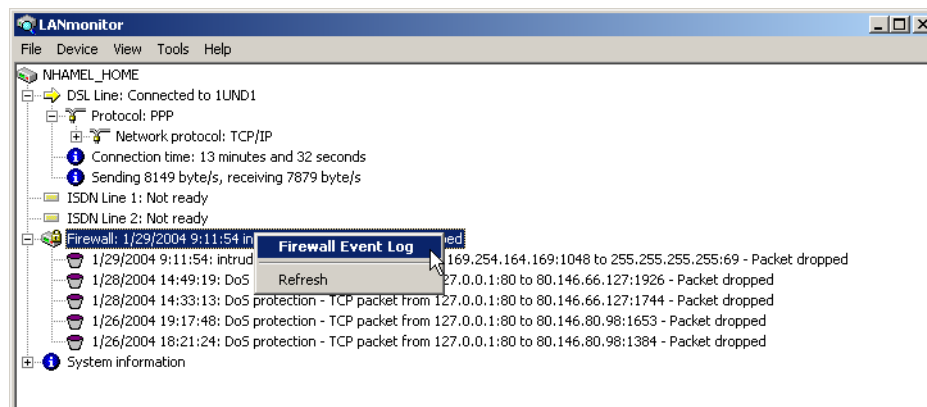 LANmonitor
File Device View Tools Help
NHAMEL_HOME
DSL Line: Connected to 1UND1
Protocol: PPP
Network protocol: TCP/IP
Connection time: 13 minutes and 32 seconds
Sending 8149 byte/s, receiving 7879 byte/s
ISDN Line 1: Not ready
ISDN Line 2: Not ready
Firewall: 1/29/2004 9:11:54 in
Firewall Event Log
Refresh
1/29/2004 9:11:54: intrud 169.254.164.169:1048 to 255.255.255.255:69 - Packet dropped
1/28/2004 14:49:19: DoS 27.0.0.1:80 to 80.146.66.127:1926 - Packet dropped
1/28/2004 14:33:13: DoS protection - TCP packet from 127.0.0.1:80 to 80.146.66.127:1744 - Packet dropped
1/26/2004 19:17:48: DoS protection - TCP packet from 127.0.0.1:80 to 80.146.80.98:1653 - Packet dropped
1/26/2004 18:21:24: DoS protection - TCP packet from 127.0.0.1:80 to 80.146.80.98:1384 - Packet dropped
System information